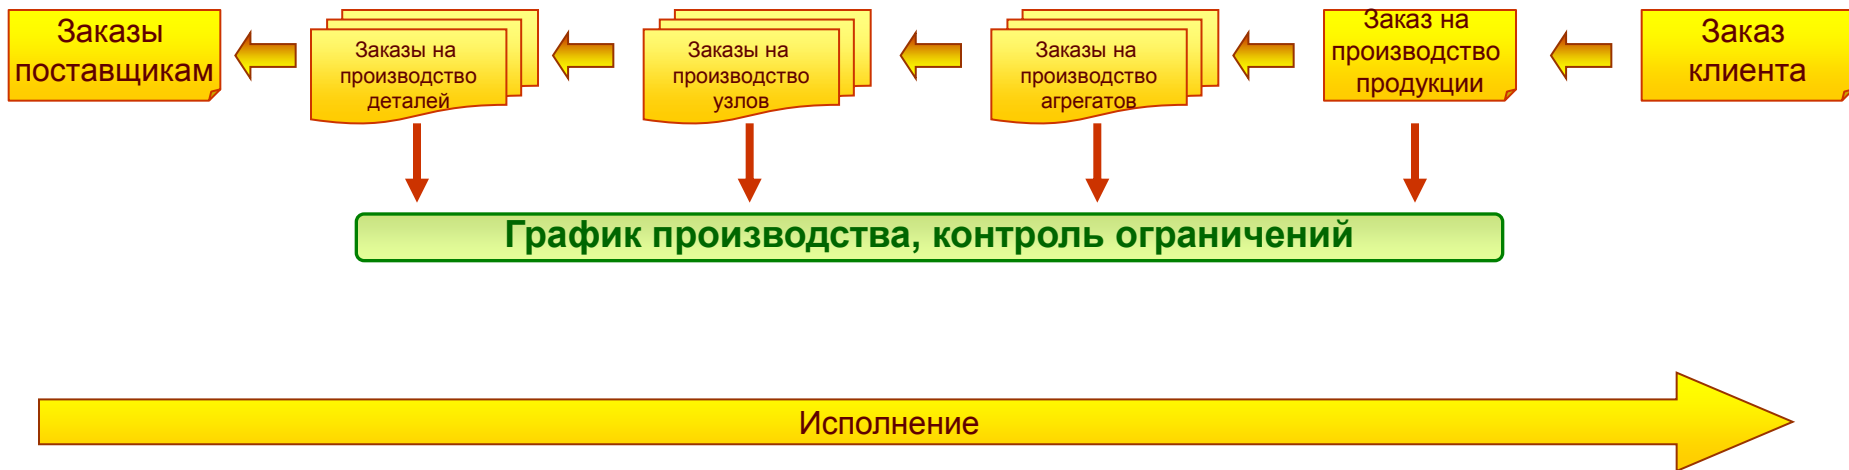 Заказы
поставщикам
Заказы на
производство
деталей
Заказы на
производство
узлов
Заказы на
производство
агрегатов
Заказ на
производство
продукции
Заказ
клиента
График производства, контроль ограничений
Исполнение